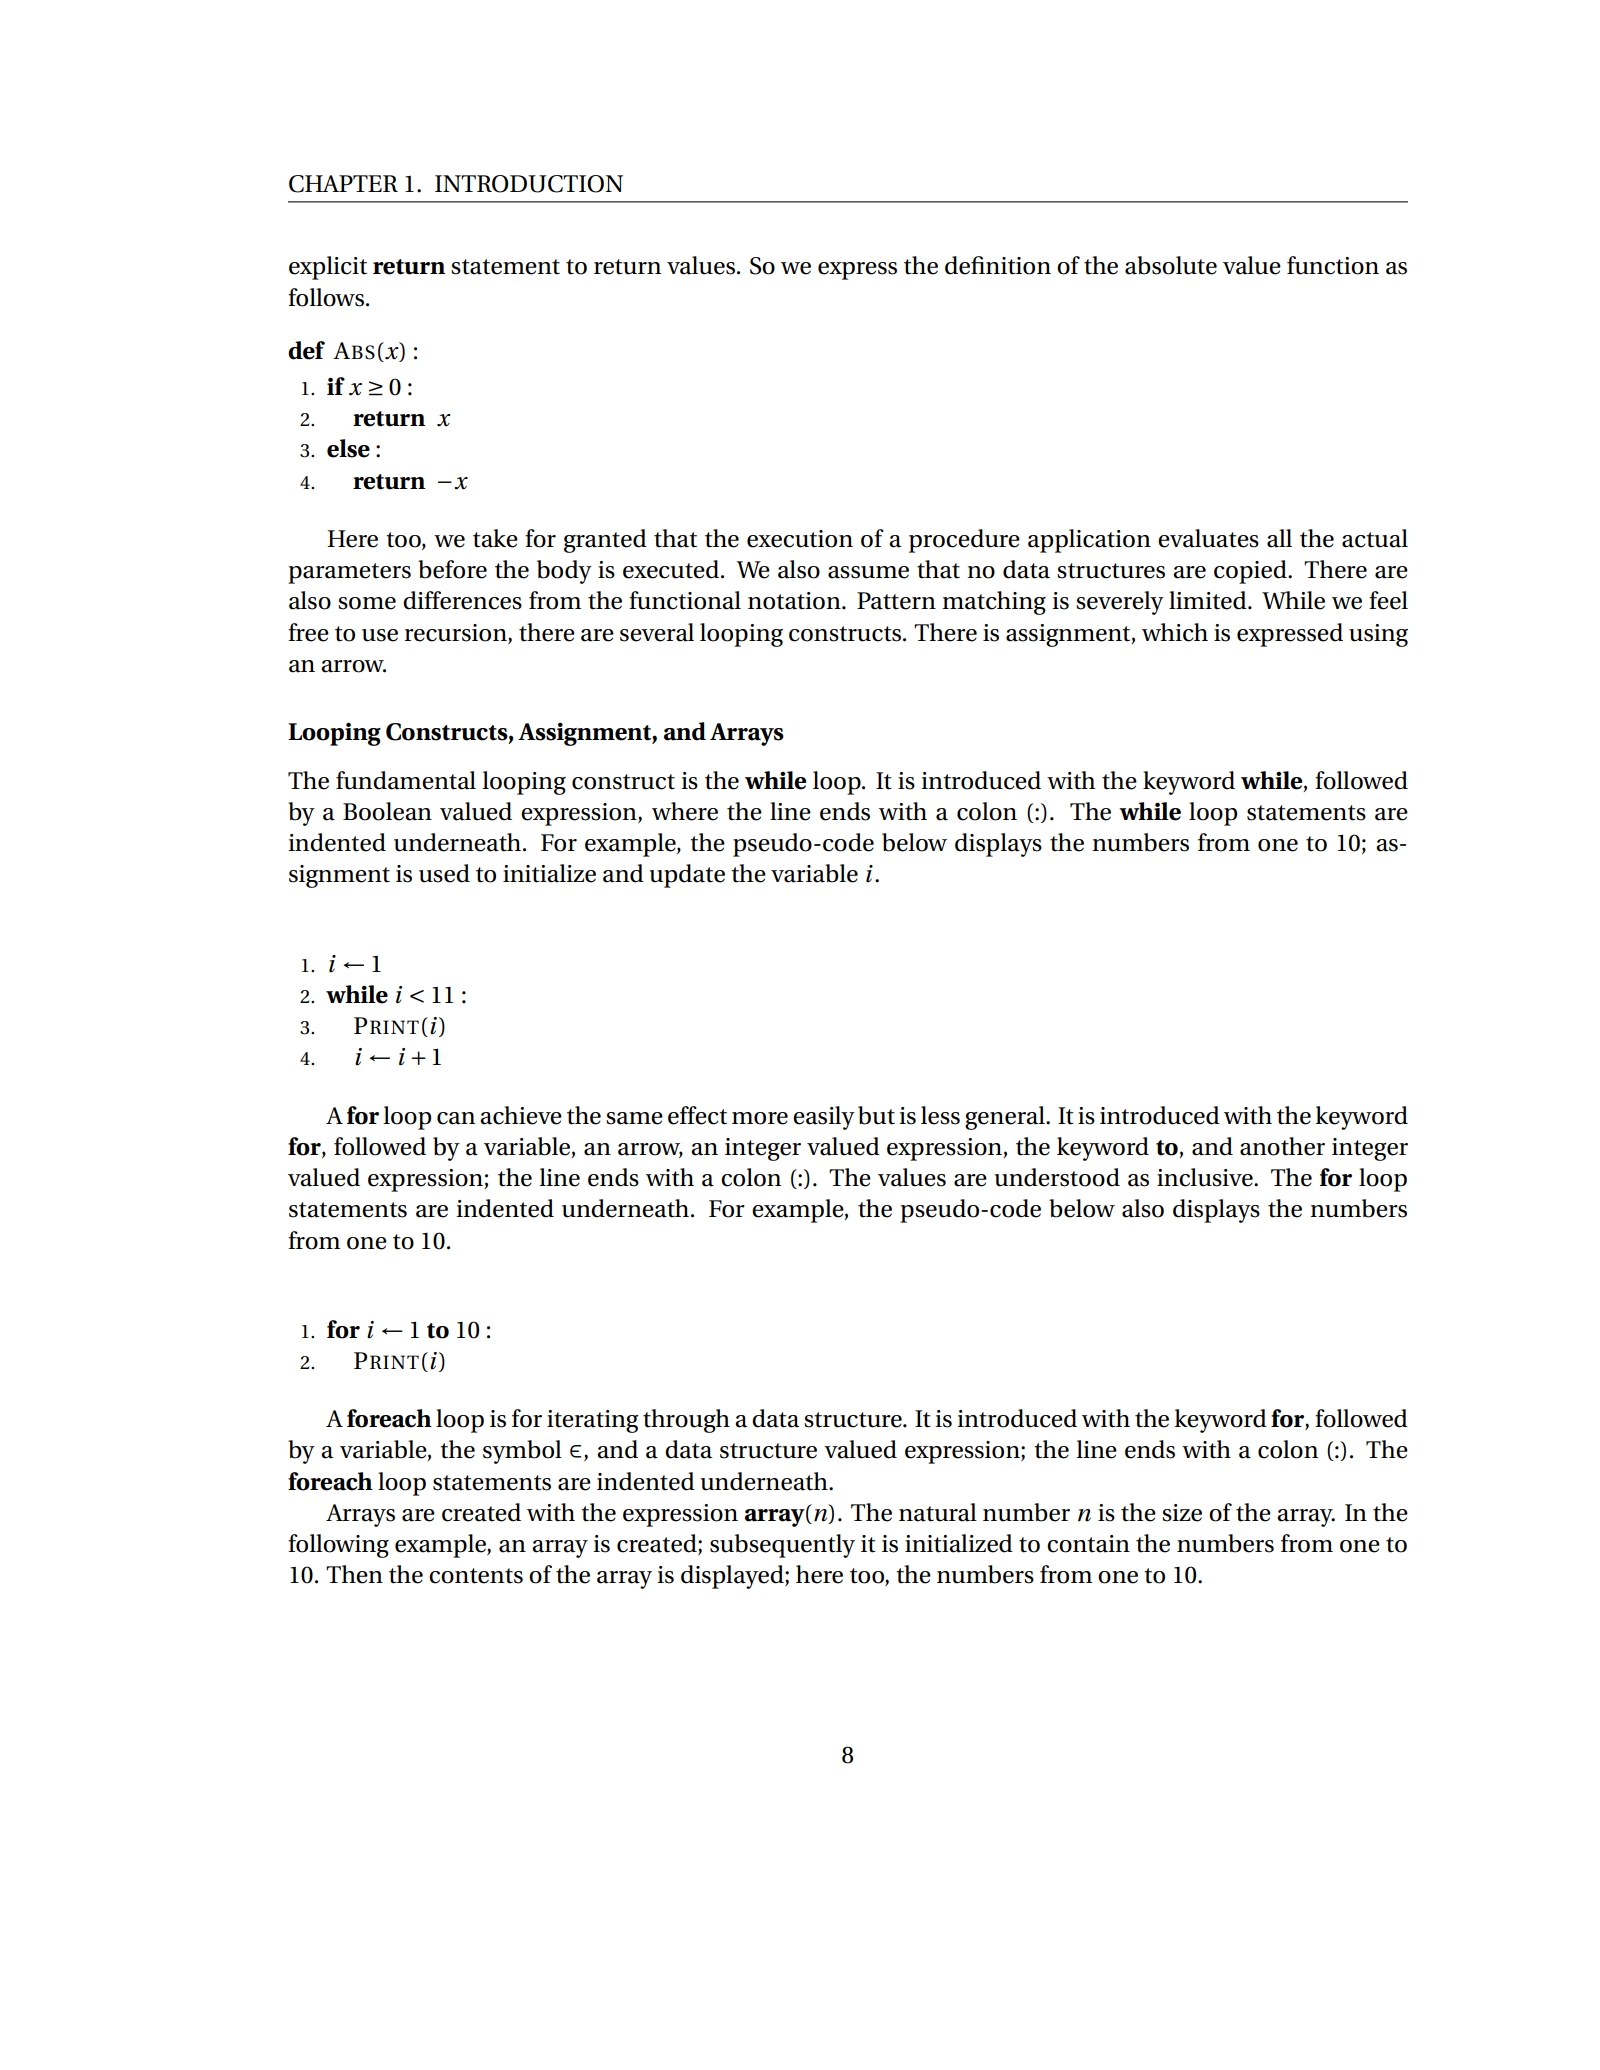 CHAPTER 1. INTRODUCTION
explicit return statement to return values. So we express the definition of the absolute value function as
follows.
def ABS(x) :
1. if x ≥ 0 :
2. return x
3. else :
4. return −x
Here too, we take for granted that the execution of a procedure application evaluates all the actual
parameters before the body is executed. We also assume that no data structures are copied. There are
also some differences from the functional notation. Pattern matching is severely limited. While we feel
free to use recursion, there are several looping constructs. There is assignment, which is expressed using
an arrow.
Looping Constructs, Assignment, and Arrays
The fundamental looping construct is the while loop. It is introduced with the keyword while, followed
by a Boolean valued expression, where the line ends with a colon (:). The while loop statements are
indented underneath. For example, the pseudo-code below displays the numbers from one to 10; as-
signment is used to initialize and update the variable i.
1. i ← 1
2. while i < 11 :
3. PRINT(i)
4. i ← i + 1
A for loop can achieve the same effect more easily but is less general. It is introduced with the keyword
for, followed by a variable, an arrow, an integer valued expression, the keyword to, and another integer
valued expression; the line ends with a colon (:). The values are understood as inclusive. The for loop
statements are indented underneath. For example, the pseudo-code below also displays the numbers
from one to 10.
1. for i ← 1 to 10 :
2. PRINT(i)
A foreach loop is for iterating through a data structure. It is introduced with the keyword for, followed
by a variable, the symbol ∈, and a data structure valued expression; the line ends with a colon (:). The
foreach loop statements are indented underneath.
Arrays are created with the expression array(n). The natural number n is the size of the array. In the
following example, an array is created; subsequently it is initialized to contain the numbers from one to
10. Then the contents of the array is displayed; here too, the numbers from one to 10.
8